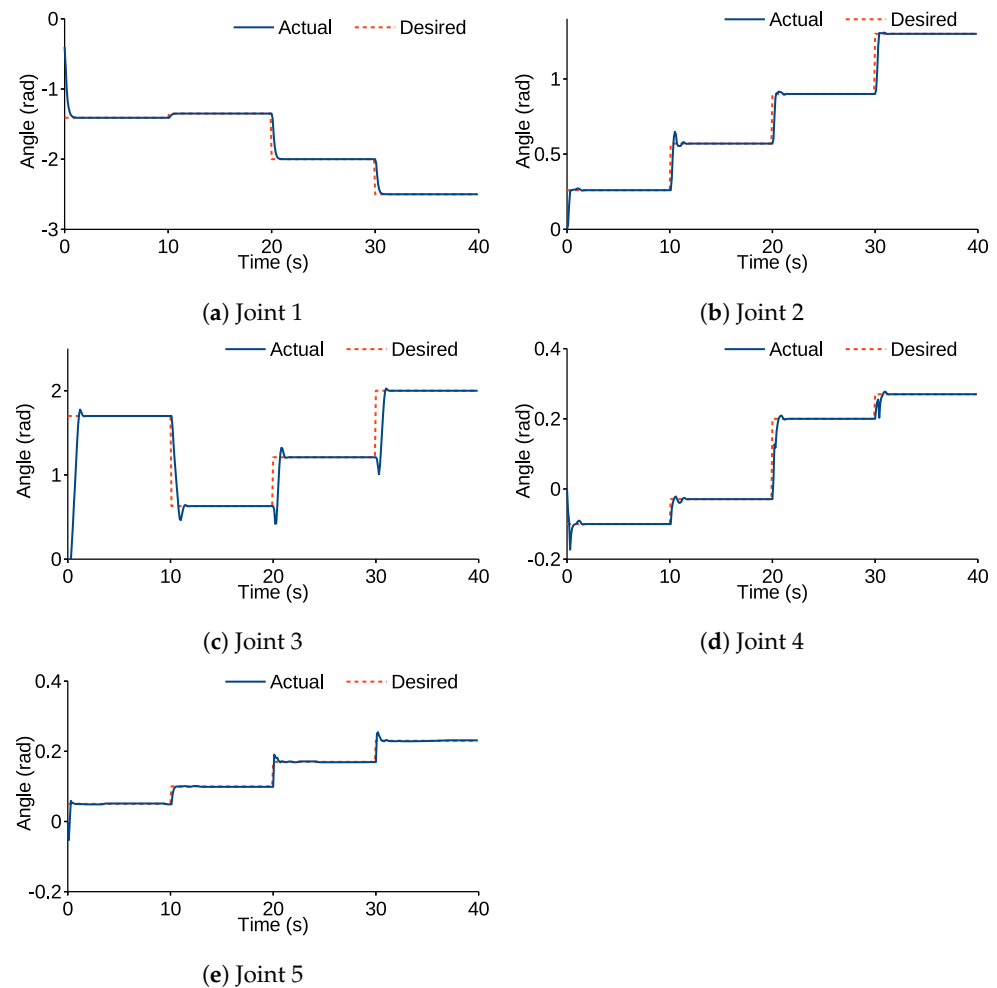 Actual Desired
0
-1
-2
-3
Angle (rad)
0 10 20 30 40
Time (s)
(a) Joint 1
Actual Desired
1
0.5
0
Angle (rad)
0 10 20 30 40
Time (s)
(b) Joint 2
Actual Desired
2
1
0
Angle (rad)
0 10 20 30 40
Time (s)
(c) Joint 3
Actual Desired
0.4
0.2
0
-0.2
Angle (rad)
0 10 20 30 40
Time (s)
(d) Joint 4
Actual Desired
0.4
0.2
0
-0.2
Angle (rad)
0 10 20 30 40
Time (s)
(e) Joint 5